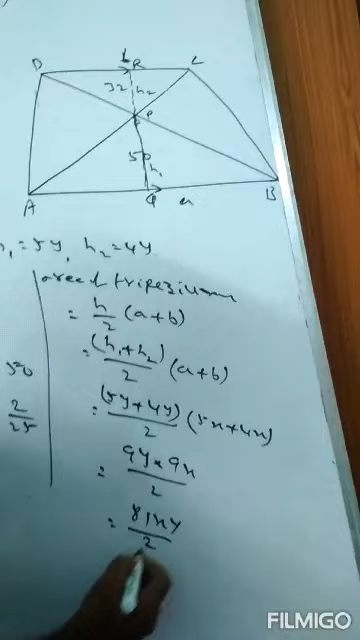 b
D R C
32 h₂
P
50
h₁
A Q a B
h₁ = 5y, h₂ = 4y
area of tripezium
= h/2 (a+b)
= (h₁+h₂)/2 (a+b)
50
= (5y+4y)/2 (5x+4x)
2/25
= 9y × 9x/2
= 81xy/2
FILMIGO